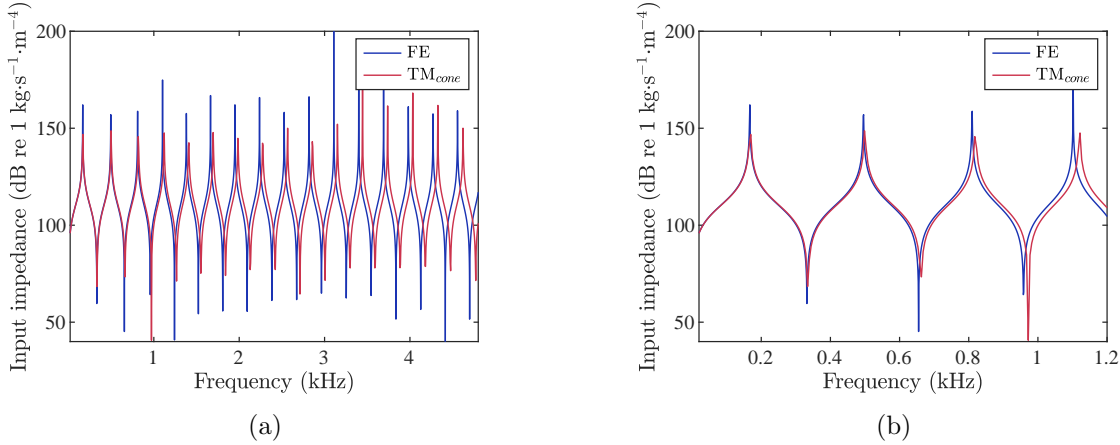 200
150
100
50
Input impedance (dB re 1 kg·s⁻¹·m⁻⁴)
FE
TM_cone
1
2
3
4
Frequency (kHz)
(a)
200
150
100
50
Input impedance (dB re 1 kg·s⁻¹·m⁻⁴)
FE
TM_cone
0.2
0.4
0.6
0.8
1
1.2
Frequency (kHz)
(b)